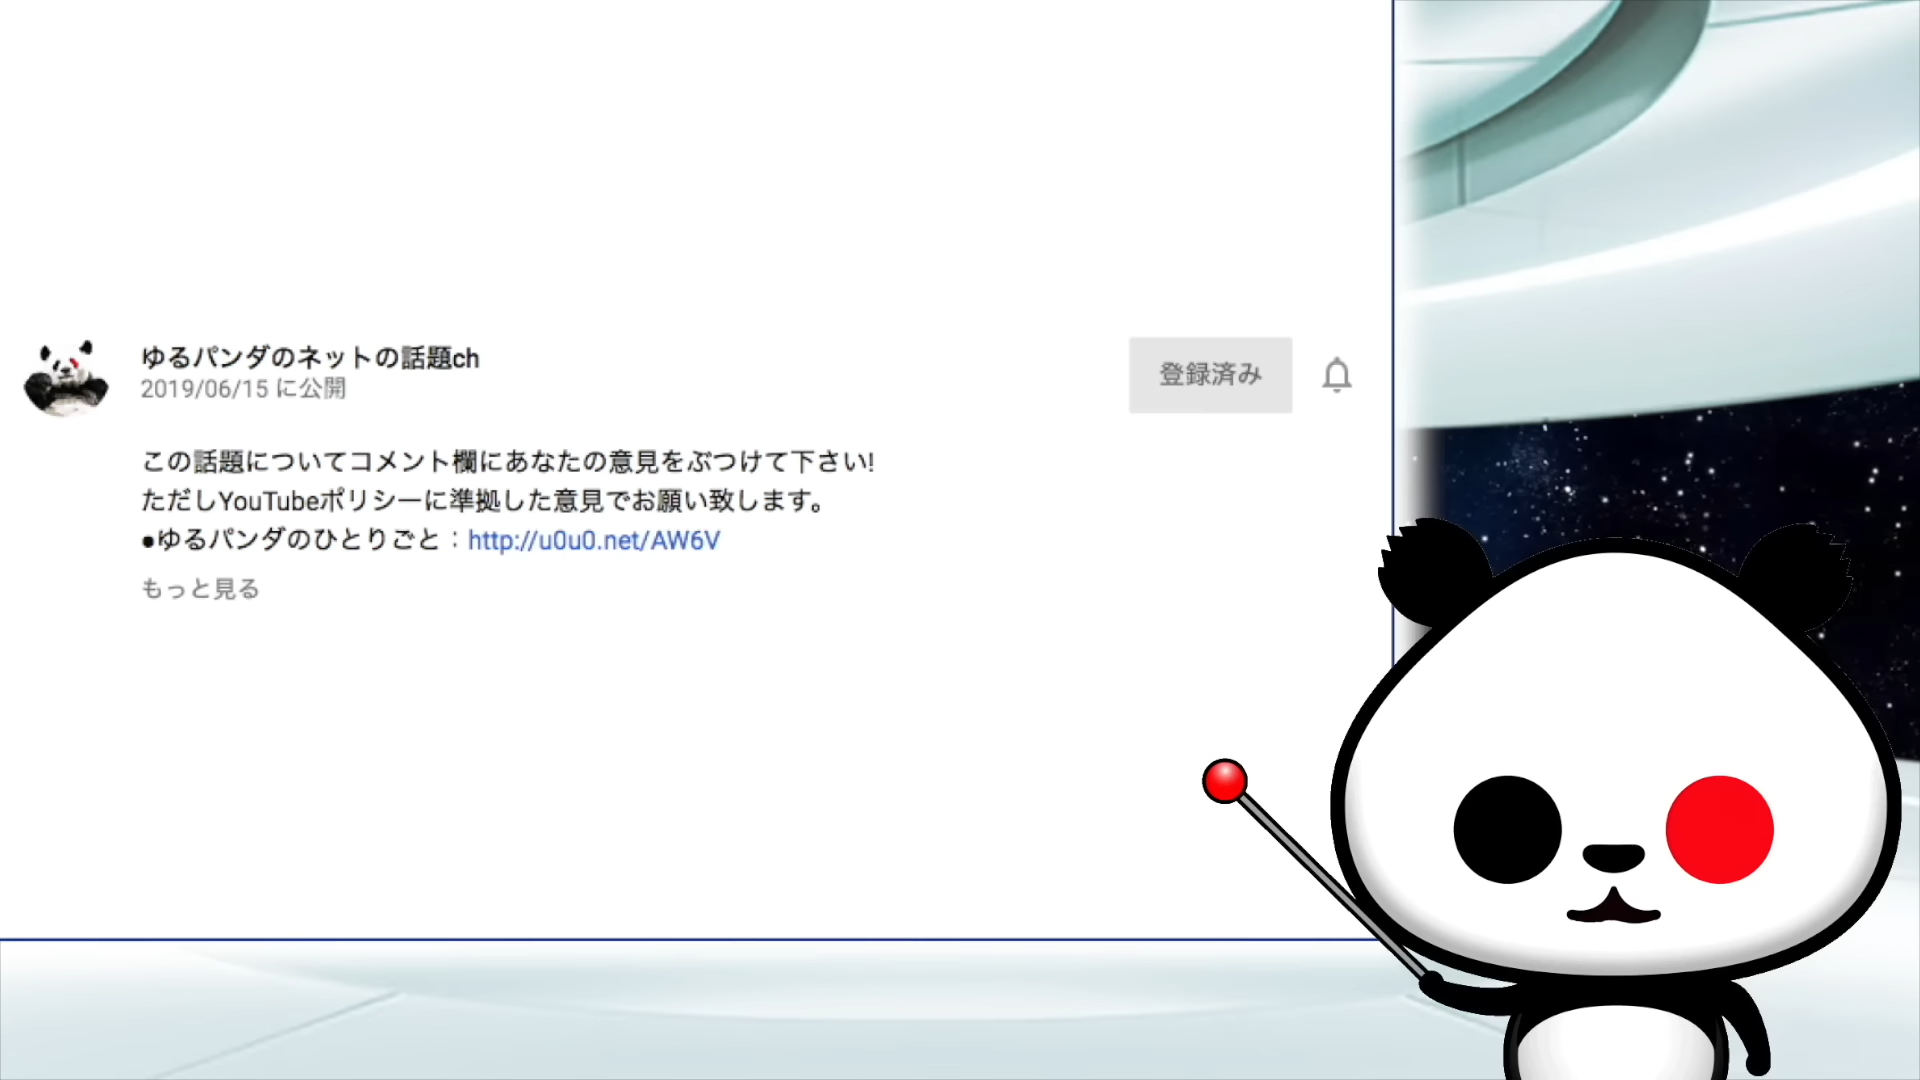 ゆるパンダのネットの話題ch
2019/06/15 に公開
登録済み
この話題についてコメント欄にあなたの意見をぶつけて下さい!
ただしYouTubeポリシーに準拠した意見でお願い致します。
●ゆるパンダのひとりごと：http://u0u0.net/AW6V
もっと見る